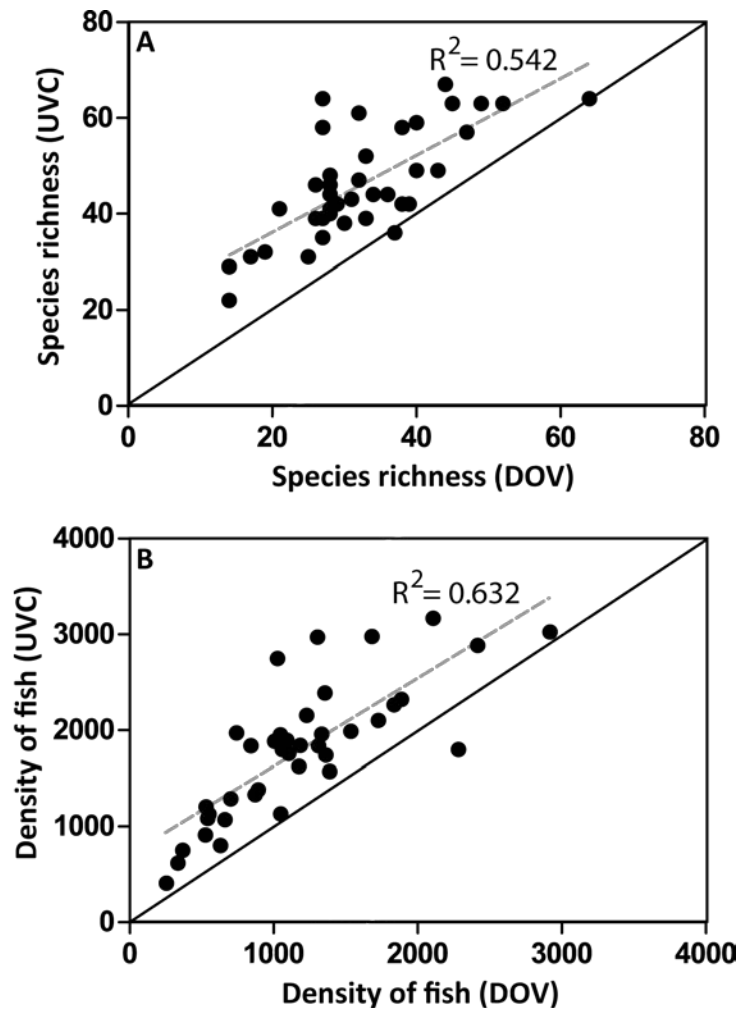 A
R²= 0.542
Species richness (UVC)
80
60
40
20
0
0 20 40 60 80
Species richness (DOV)
B
R²= 0.632
Density of fish (UVC)
4000
3000
2000
1000
0
0 1000 2000 3000 4000
Density of fish (DOV)